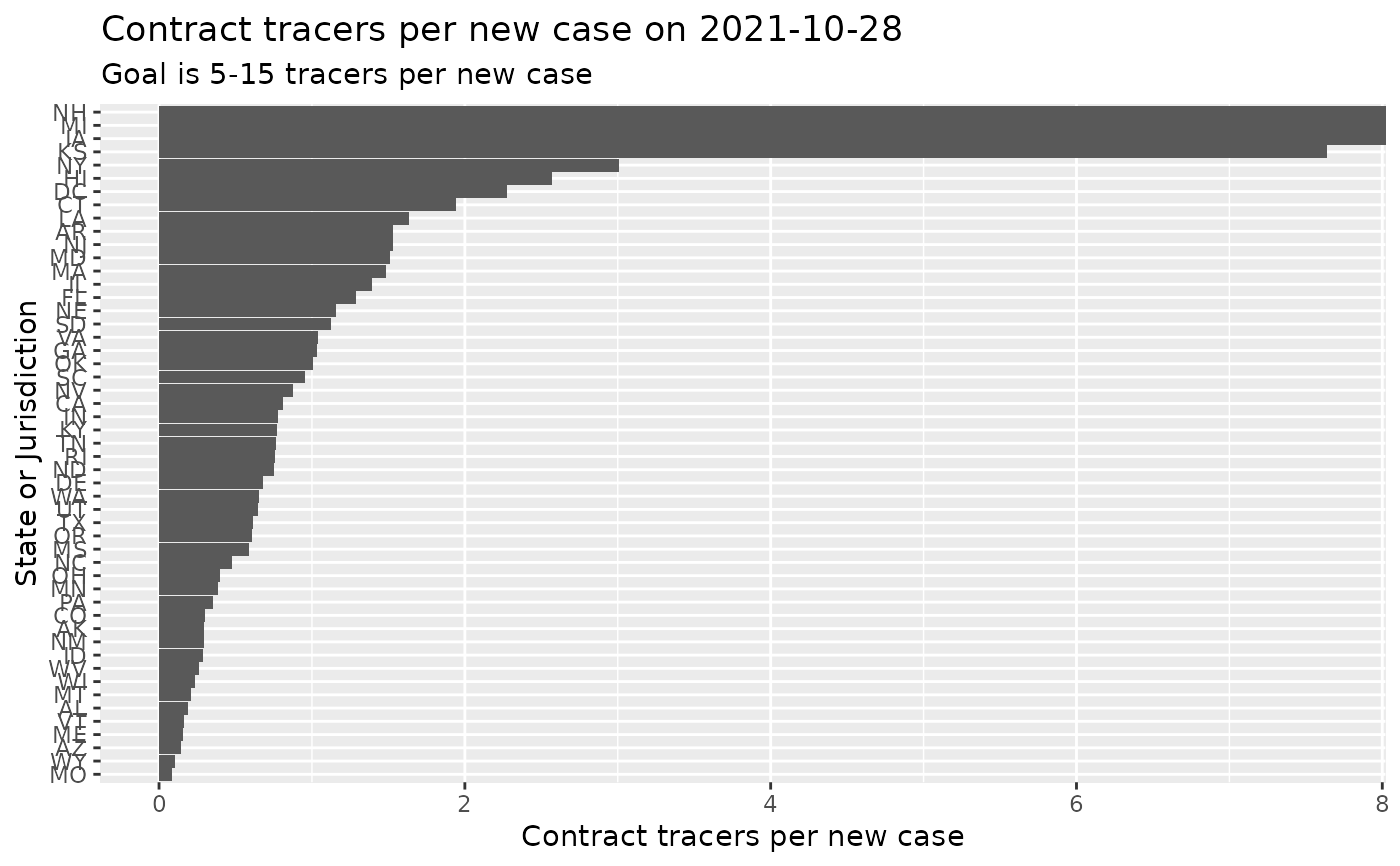 Contract tracers per new case on 2021-10-28
Goal is 5-15 tracers per new case
State or Jurisdiction
NH
MI
IA
KS
NY
HI
DC
CT
LA
AR
NJ
MD
MA
IL
FL
NE
SD
VA
GA
OK
SC
NV
CA
IN
KY
TN
RI
ND
DE
WA
UT
TX
OR
MS
NC
OH
MN
PA
CO
AK
NM
ID
WV
WI
MT
AL
VT
ME
AZ
WY
MO
0 2 4 6 8
Contract tracers per new case